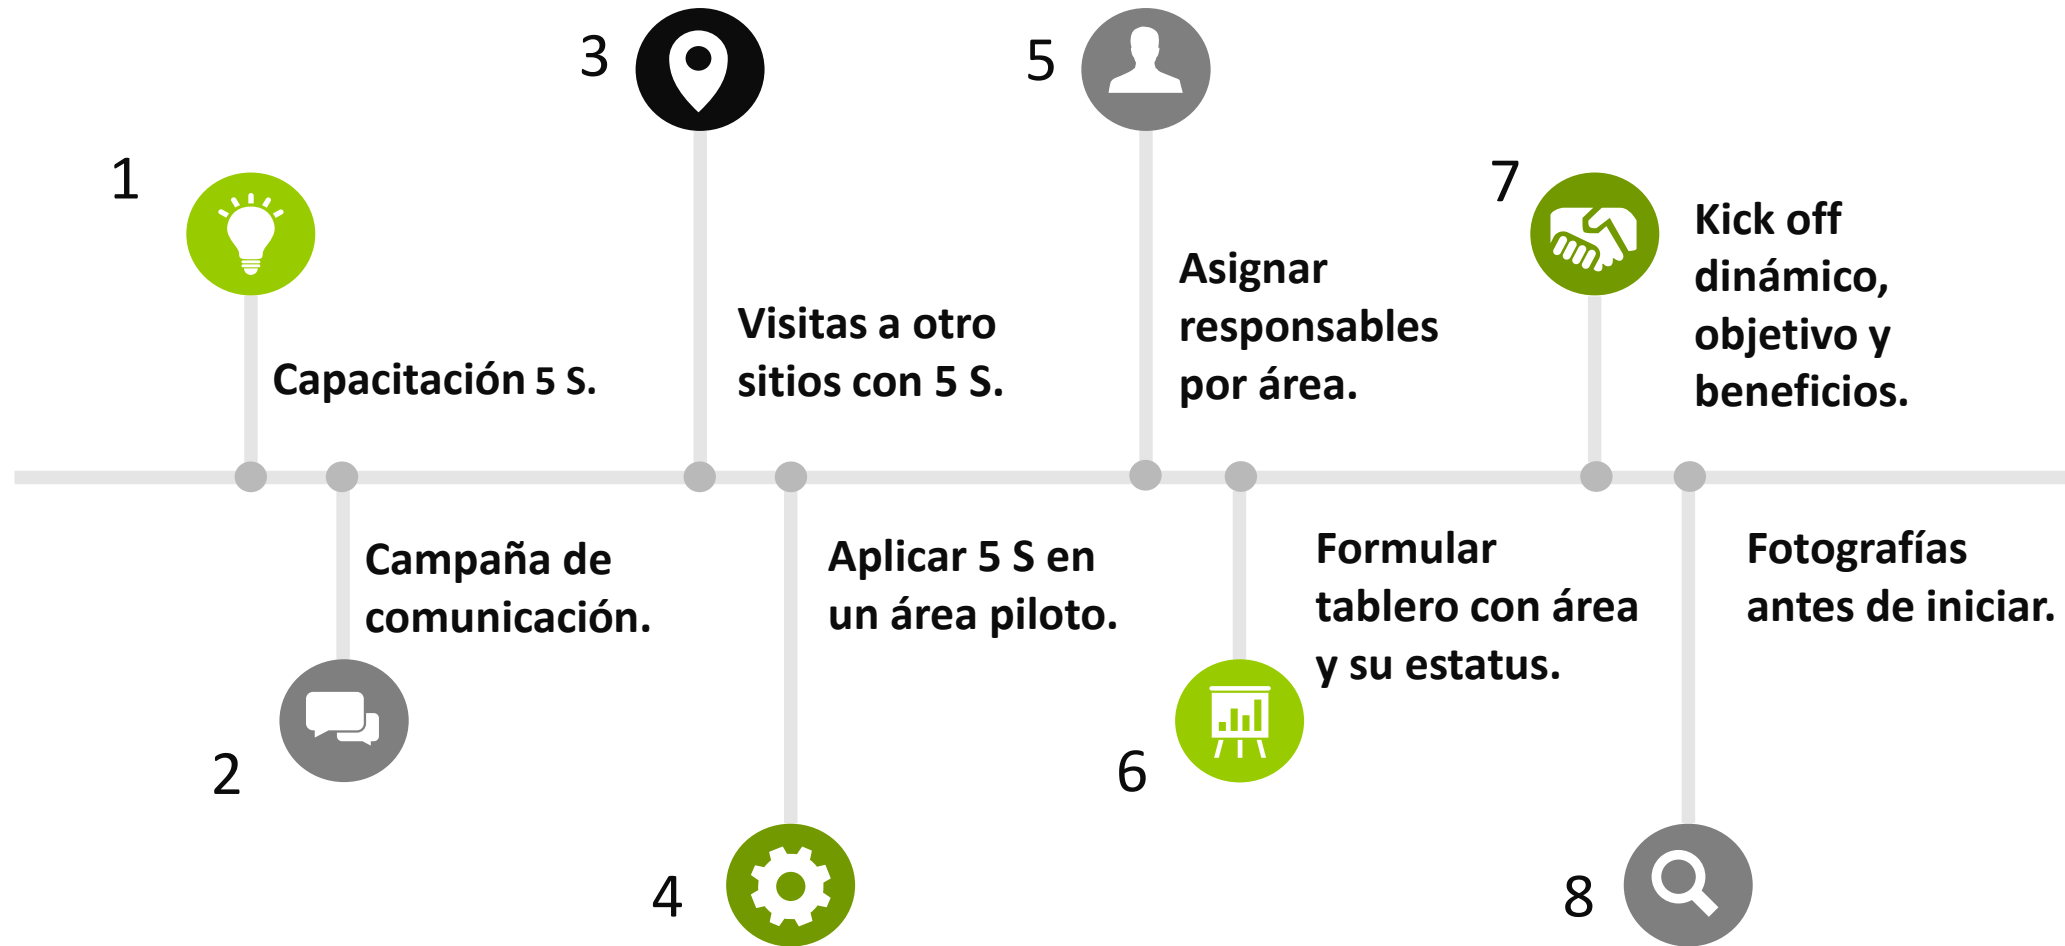 1
Capacitación 5 S.
2
Campaña de
comunicación.
3
Visitas a otro
sitios con 5 S.
4
Aplicar 5 S en
un área piloto.
5
Asignar
responsables
por área.
6
Formular
tablero con área
y su estatus.
7
Kick off
dinámico,
objetivo y
beneficios.
8
Fotografías
antes de iniciar.